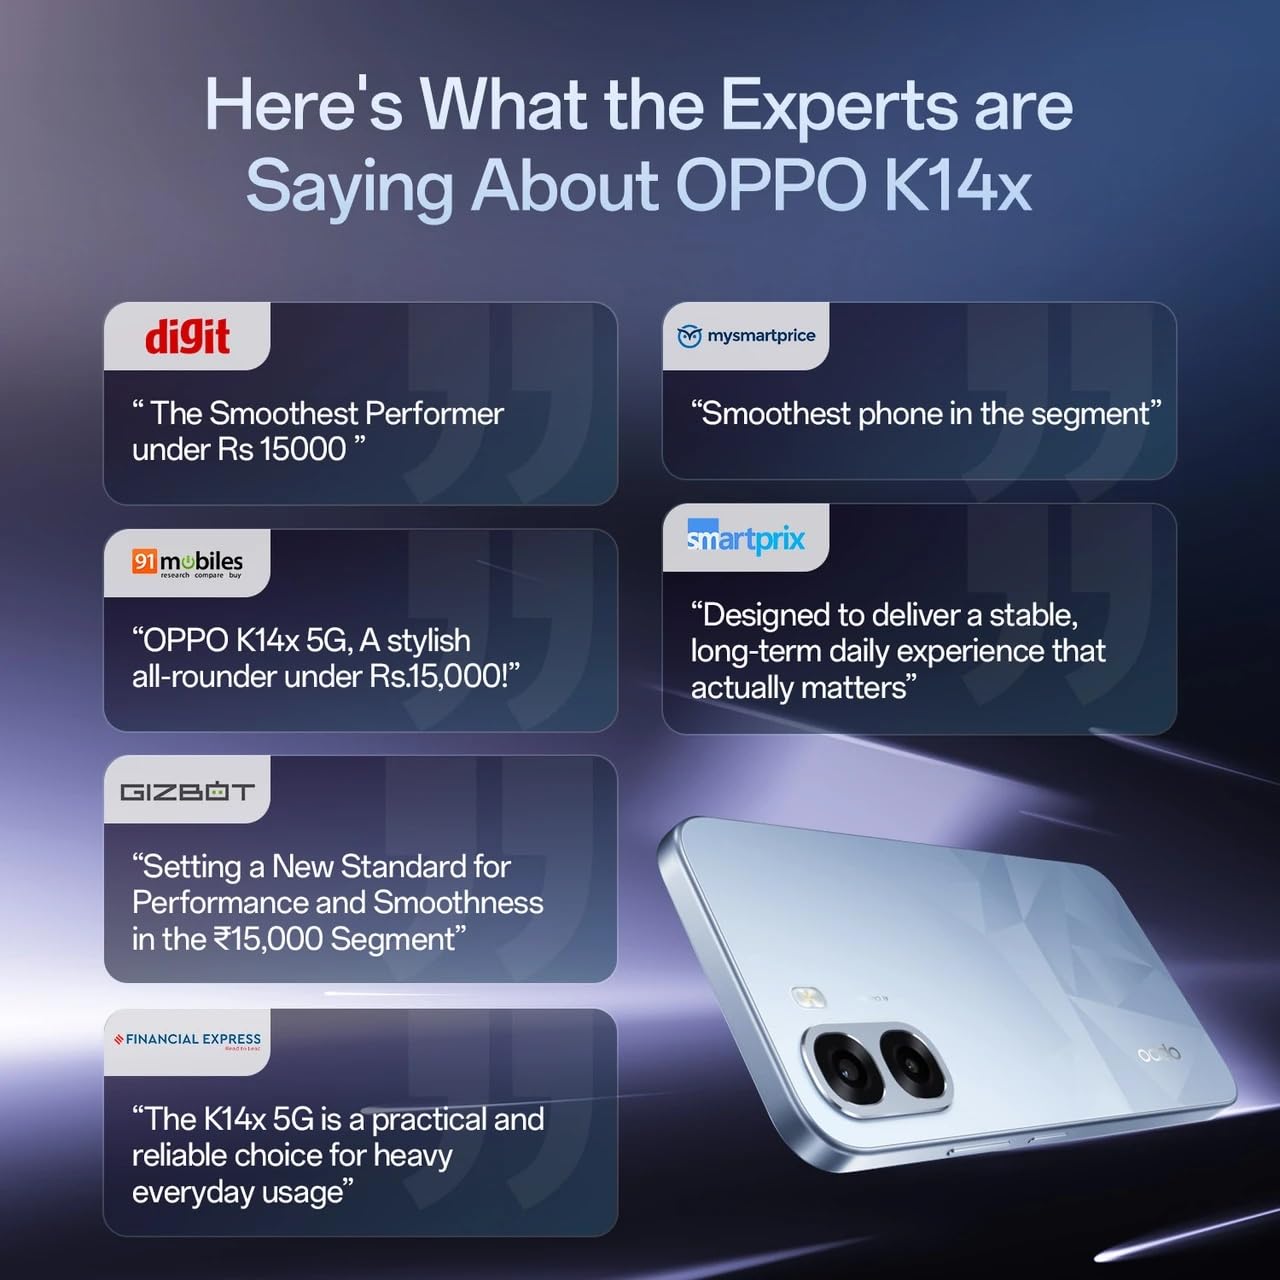 Here's What the Experts are
Saying About OPPO K14x
digit
“ The Smoothest Performer
under Rs 15000 ”
mysmartprice
“Smoothest phone in the segment”
91mobiles
research compare buy
“OPPO K14x 5G, A stylish
all-rounder under Rs.15,000!”
smartprix
“Designed to deliver a stable,
long-term daily experience that
actually matters”
GIZBOT
“Setting a New Standard for
Performance and Smoothness
in the ₹15,000 Segment”
FINANCIAL EXPRESS
Read to Lead
“The K14x 5G is a practical and
reliable choice for heavy
everyday usage”
oppo